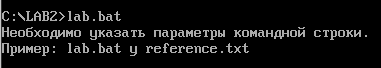 C:\LAB2>lab.bat
Необходимо указать параметры командной строки.
Пример: lab.bat y reference.txt